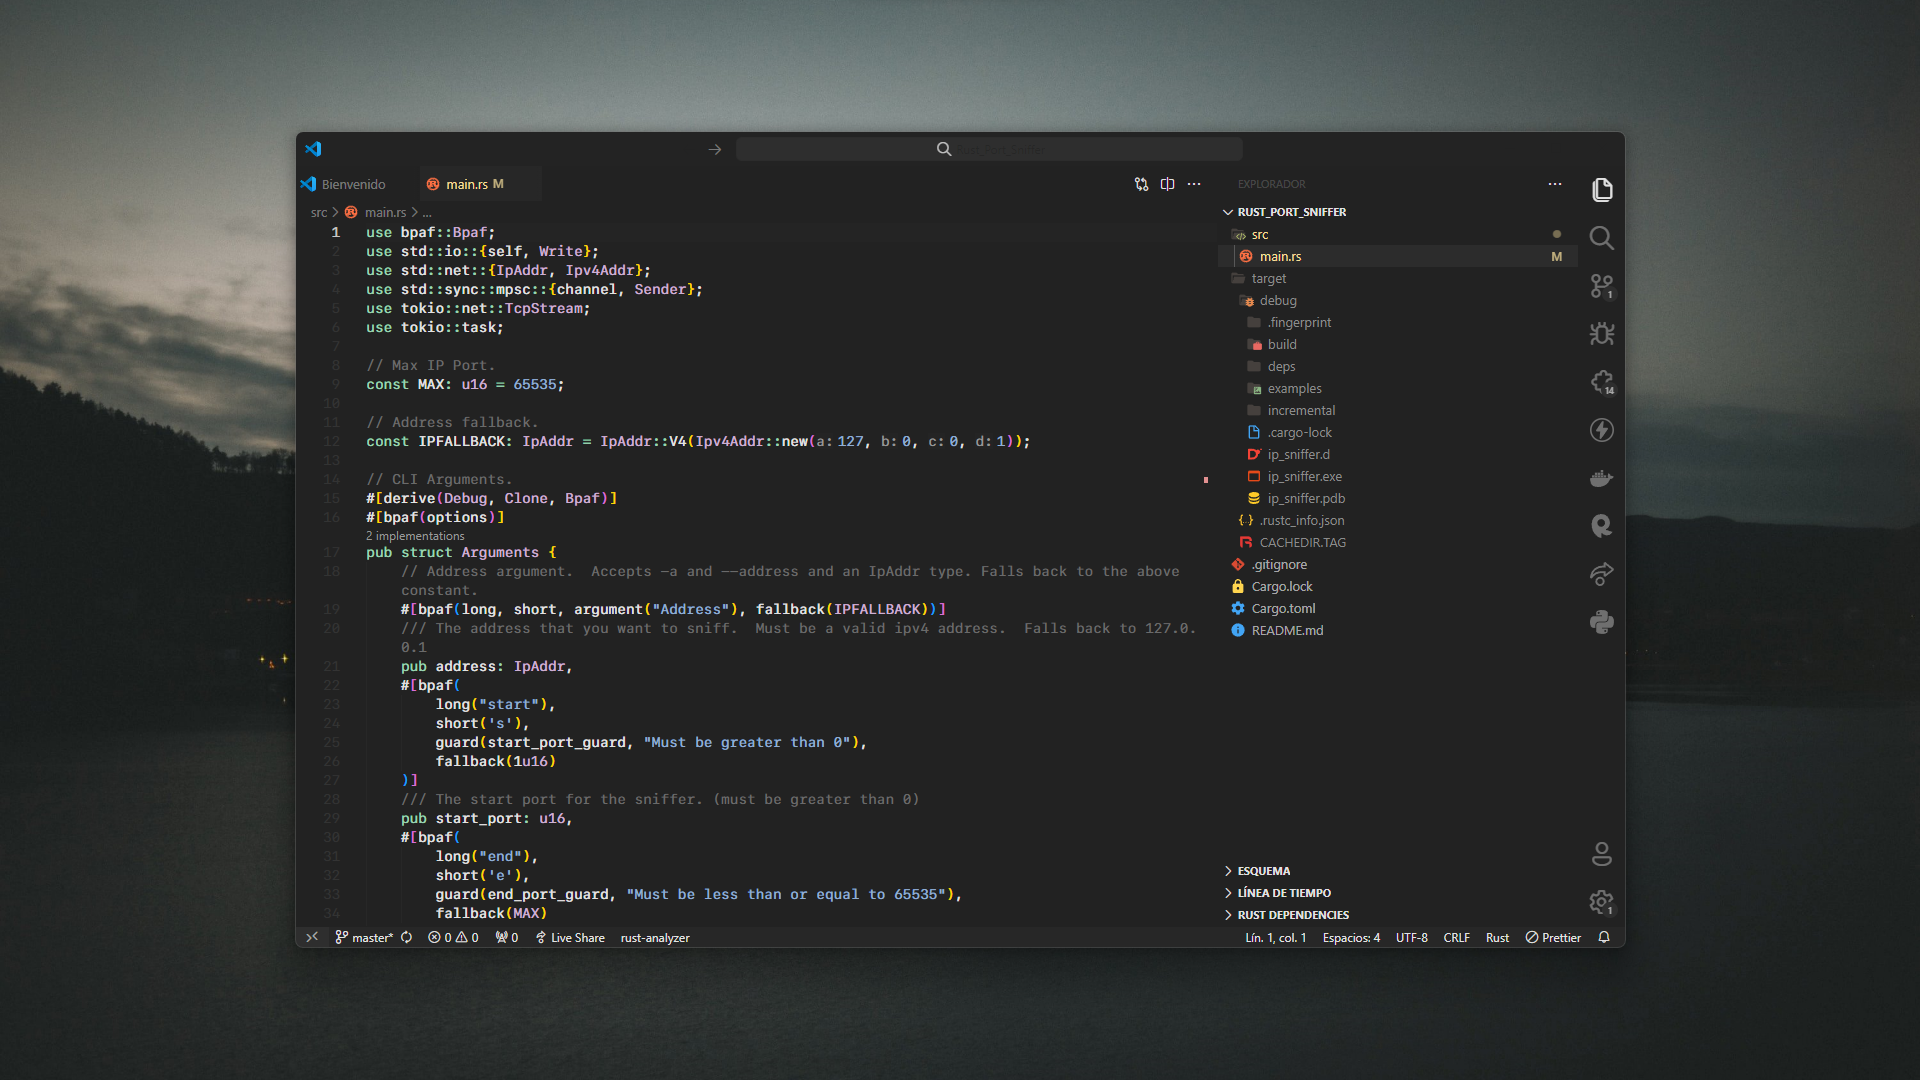 Bienvenido
main.rs M
src > main.rs > ...
1 use bpaf::Bpaf;
2 use std::io::{self, Write};
3 use std::net::{IpAddr, Ipv4Addr};
4 use std::sync::mpsc::{channel, Sender};
5 use tokio::net::TcpStream;
6 use tokio::task;
7
8 // Max IP Port.
9 const MAX: u16 = 65535;
10
11 // Address fallback.
12 const IPFALLBACK: IpAddr = IpAddr::V4(Ipv4Addr::new(a: 127, b: 0, c: 0, d: 1));
13
14 // CLI Arguments.
15 #[derive(Debug, Clone, Bpaf)]
16 #[bpaf(options)]
2 implementations
17 pub struct Arguments {
18 // Address argument.  Accepts -a and --address and an IpAddr type. Falls back to the above
constant.
19 #[bpaf(long, short, argument("Address"), fallback(IPFALLBACK))]
20 /// The address that you want to sniff.  Must be a valid ipv4 address.  Falls back to 127.0.
0.1
21 pub address: IpAddr,
22 #[bpaf(
23 long("start"),
24 short('s'),
25 guard(start_port_guard, "Must be greater than 0"),
26 fallback(1u16)
27 )]
28 /// The start port for the sniffer. (must be greater than 0)
29 pub start_port: u16,
30 #[bpaf(
31 long("end"),
32 short('e'),
33 guard(end_port_guard, "Must be less than or equal to 65535"),
34 fallback(MAX)
EXPLORADOR
RUST_PORT_SNIFFER
src
main.rs M
target
debug
.fingerprint
build
deps
examples
incremental
.cargo-lock
ip_sniffer.d
ip_sniffer.exe
ip_sniffer.pdb
.rustc_info.json
CACHEDIR.TAG
.gitignore
Cargo.lock
Cargo.toml
README.md
ESQUEMA
LÍNEA DE TIEMPO
RUST DEPENDENCIES
1
14
1
master* 0 0 0 Live Share rust-analyzer
Lín. 1, col. 1 Espacios: 4 UTF-8 CRLF Rust Prettier